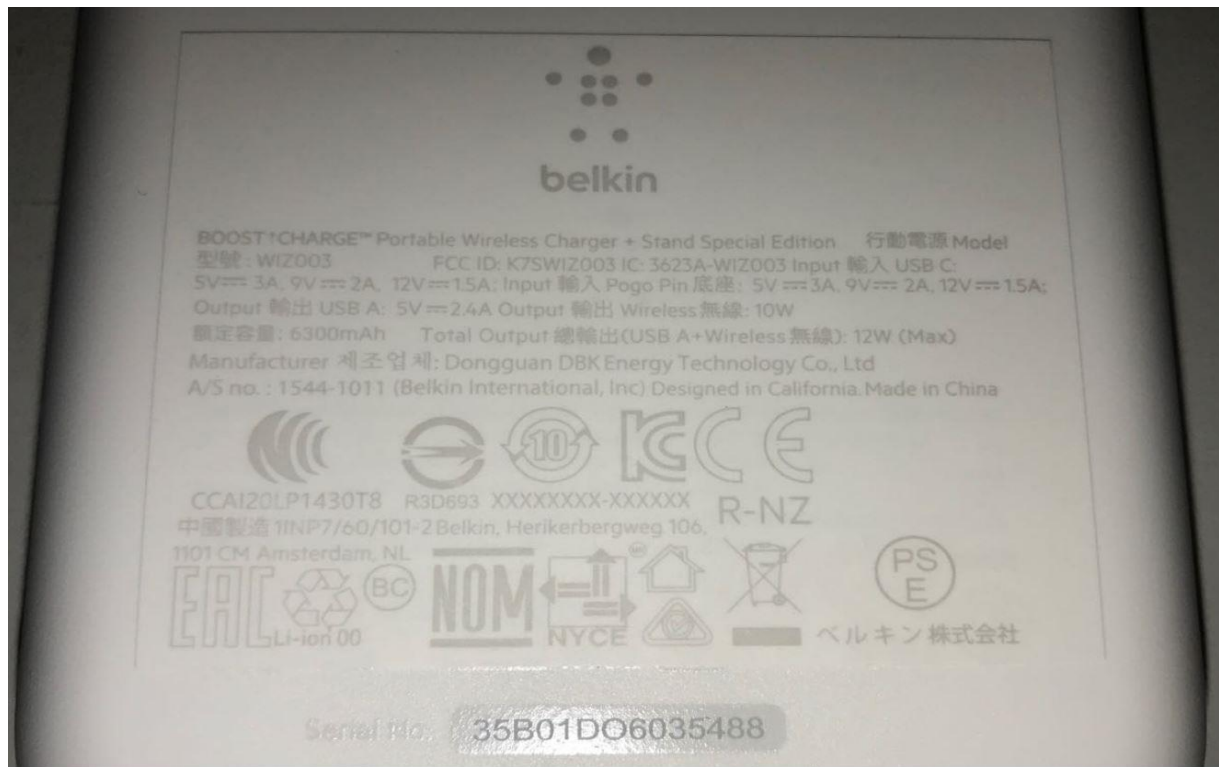 belkin
BOOST↑CHARGE™ Portable Wireless Charger + Stand Special Edition 行動電源 Model
型號 : WIZ003 FCC ID: K7SWIZ003 IC: 3623A-WIZ003 Input 輸入 USB C:
5V⎓3A, 9V⎓2A, 12V⎓1.5A; Input 輸入 Pogo Pin 底座: 5V⎓3A, 9V⎓2A, 12V⎓1.5A;
Output 輸出 USB A: 5V⎓2.4A Output 輸出 Wireless 無線: 10W
額定容量: 6300mAh Total Output 總輸出(USB A+Wireless 無線): 12W (Max)
Manufacturer 제조업체: Dongguan DBK Energy Technology Co., Ltd
A/S no. : 1544-1011 (Belkin International, Inc) Designed in California. Made in China
10 CE
CCAI20LP1430T8 R3D693 XXXXXXXX-XXXXXX R-NZ
中國製造 1INP7/60/101-2 Belkin, Herikerbergweg 106,
1101 CM Amsterdam, NL
EAC BC NOM PSE
Li-ion 00 NYCE ベルキン株式会社
Serial No. 35B01DO6035488